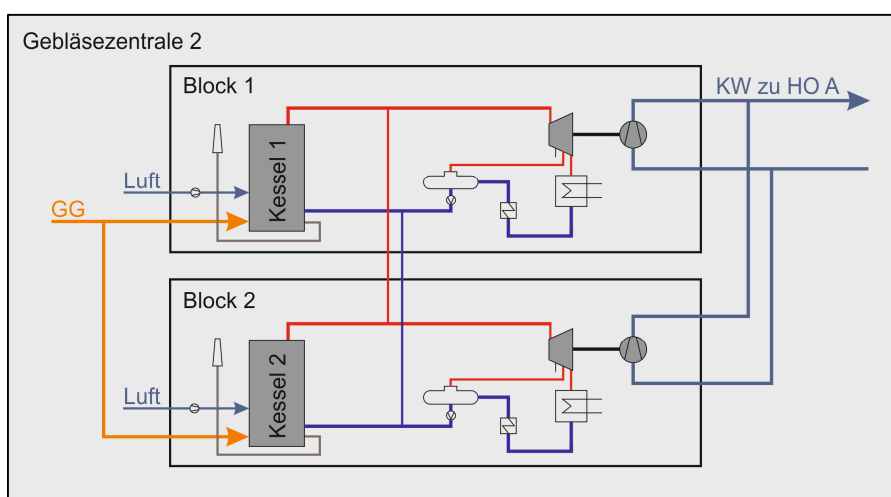 Gebläsezentrale 2
Block 1
KW zu HO A
Kessel 1
Luft
GG
Block 2
Kessel 2
Luft